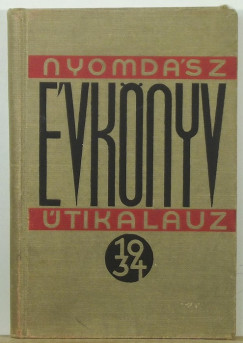 NYOMDÁSZ
ÉVKÖNYV
ÚTIKALAUZ
1934